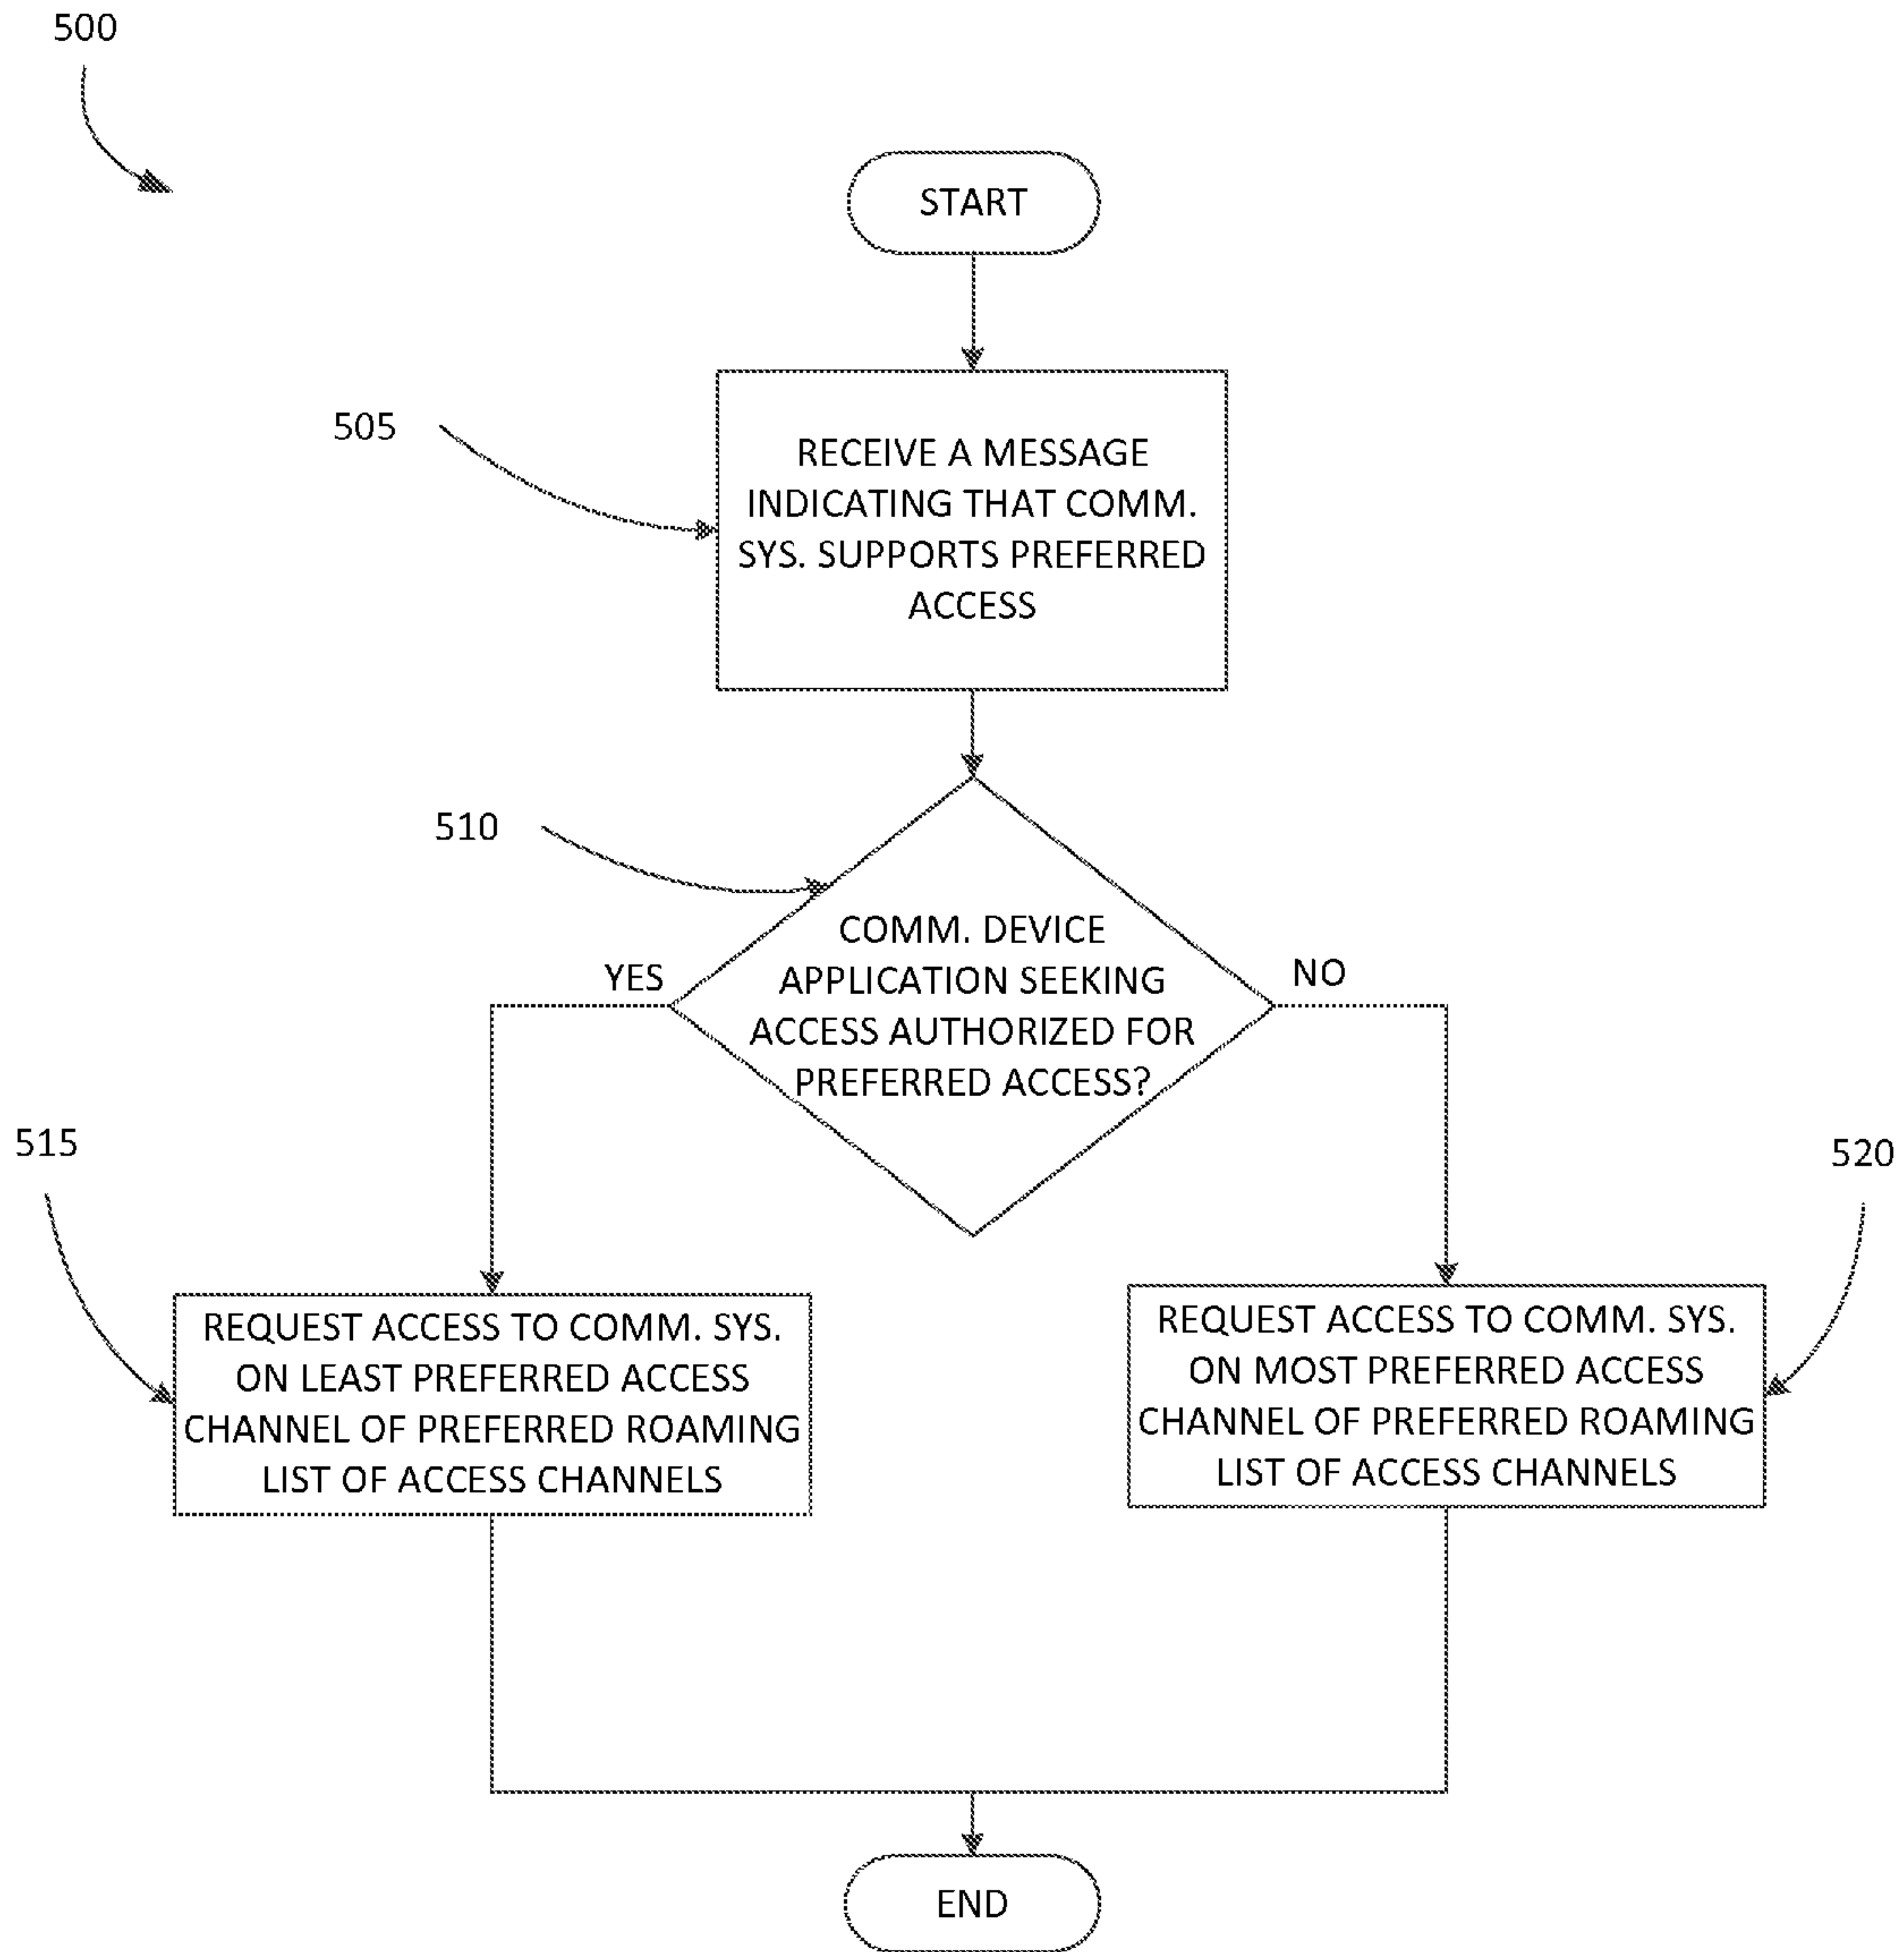 500
START
505
RECEIVE A MESSAGE
INDICATING THAT COMM.
SYS. SUPPORTS PREFERRED
ACCESS
510
COMM. DEVICE
APPLICATION SEEKING
ACCESS AUTHORIZED FOR
PREFERRED ACCESS?
YES
NO
515
520
REQUEST ACCESS TO COMM. SYS.
ON LEAST PREFERRED ACCESS
CHANNEL OF PREFERRED ROAMING
LIST OF ACCESS CHANNELS
REQUEST ACCESS TO COMM. SYS.
ON MOST PREFERRED ACCESS
CHANNEL OF PREFERRED ROAMING
LIST OF ACCESS CHANNELS
END